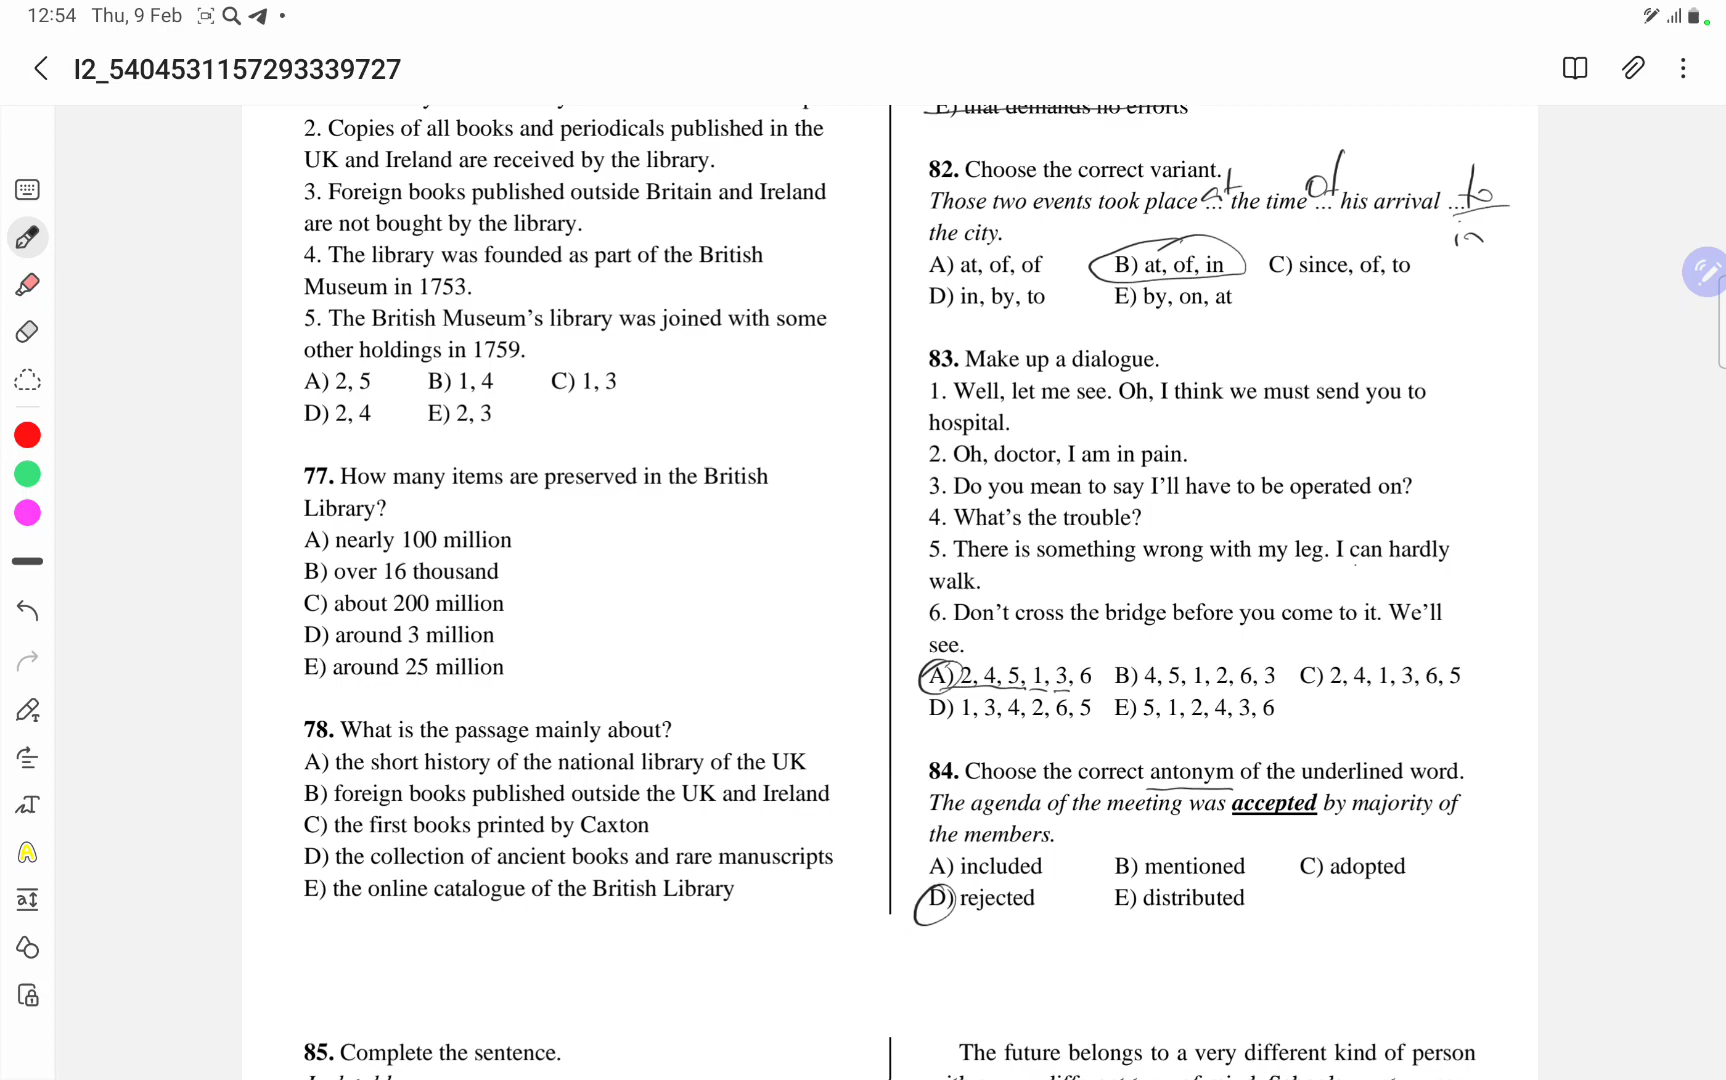 12:54 Thu, 9 Feb
I2_5404531157293339727
2. Copies of all books and periodicals published in the
UK and Ireland are received by the library.
3. Foreign books published outside Britain and Ireland
are not bought by the library.
4. The library was founded as part of the British
Museum in 1753.
5. The British Museum’s library was joined with some
other holdings in 1759.
A) 2, 5 B) 1, 4 C) 1, 3
D) 2, 4 E) 2, 3
77. How many items are preserved in the British
Library?
A) nearly 100 million
B) over 16 thousand
C) about 200 million
D) around 3 million
E) around 25 million
78. What is the passage mainly about?
A) the short history of the national library of the UK
B) foreign books published outside the UK and Ireland
C) the first books printed by Caxton
D) the collection of ancient books and rare manuscripts
E) the online catalogue of the British Library
85. Complete the sentence.
E) that demands no efforts
82. Choose the correct variant.
at of to
Those two events took place ... the time ... his arrival ...
in
the city.
A) at, of, of B) at, of, in C) since, of, to
D) in, by, to E) by, on, at
83. Make up a dialogue.
1. Well, let me see. Oh, I think we must send you to
hospital.
2. Oh, doctor, I am in pain.
3. Do you mean to say I’ll have to be operated on?
4. What’s the trouble?
5. There is something wrong with my leg. I can hardly
walk.
6. Don’t cross the bridge before you come to it. We’ll
see.
A) 2, 4, 5, 1, 3, 6 B) 4, 5, 1, 2, 6, 3 C) 2, 4, 1, 3, 6, 5
D) 1, 3, 4, 2, 6, 5 E) 5, 1, 2, 4, 3, 6
84. Choose the correct antonym of the underlined word.
The agenda of the meeting was accepted by majority of
the members.
A) included B) mentioned C) adopted
D) rejected E) distributed
The future belongs to a very different kind of person